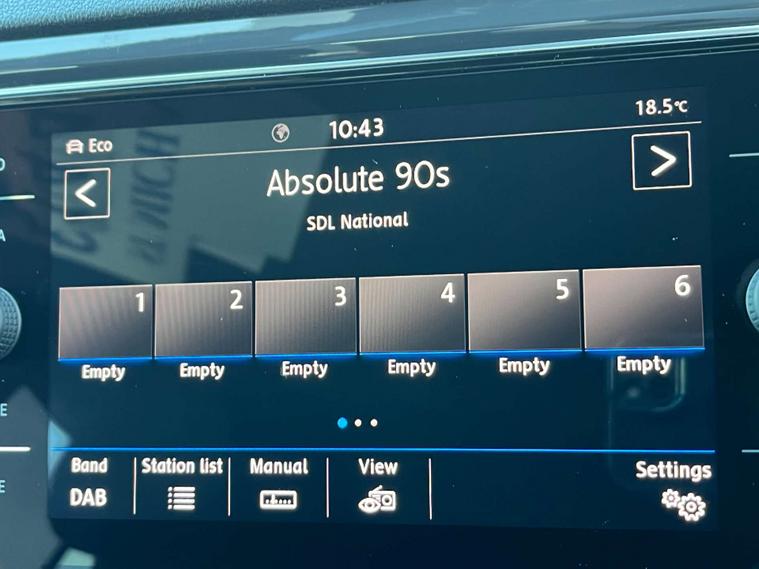 18.5°C
Eco
10:43
<
Absolute 90s
>
SDL National
1 2 3 4 5 6
Empty Empty Empty Empty Empty Empty
Band Station list Manual View Settings
DAB